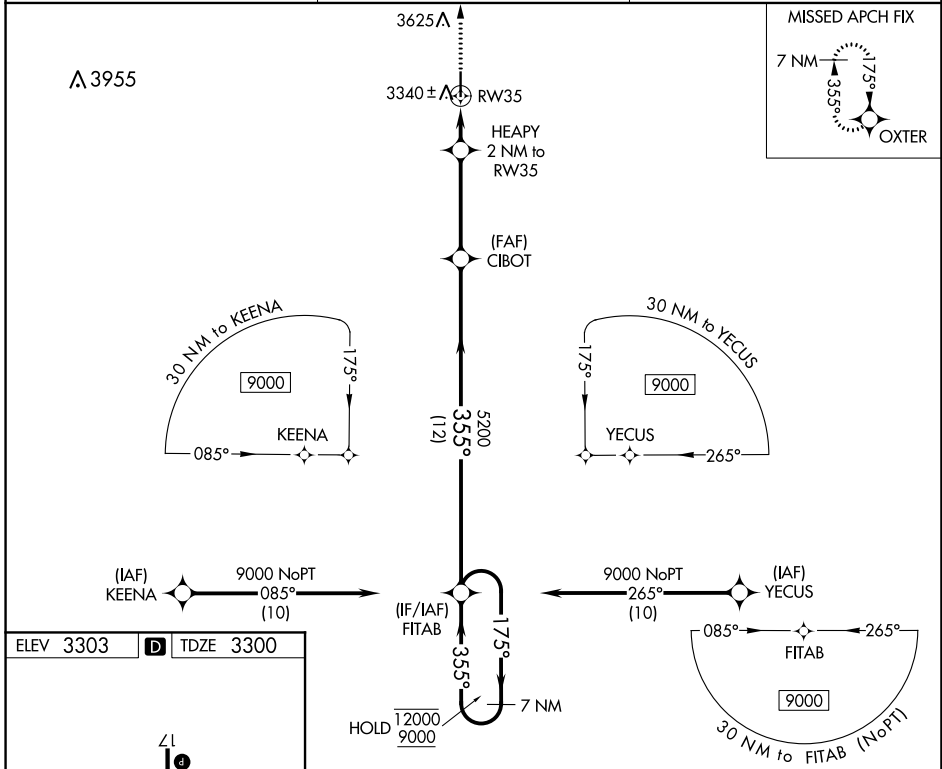 3625
MISSED APCH FIX
7 NM
175°
355°
OXTER
3955
3340 ±
RW35
HEAPY
2 NM to
RW35
(FAF)
CIBOT
30 NM to KEENA
9000
175°
KEENA
085°
30 NM to YECUS
175°
9000
YECUS
265°
5200
355°
(12)
(IAF)
KEENA
9000 NoPT
085°
(10)
(IF/IAF)
FITAB
9000 NoPT
265°
(10)
(IAF)
YECUS
355°
175°
7 NM
HOLD
12000
9000
085°
265°
FITAB
9000
30 NM to FITAB (NoPT)
ELEV 3303 D TDZE 3300
17
P